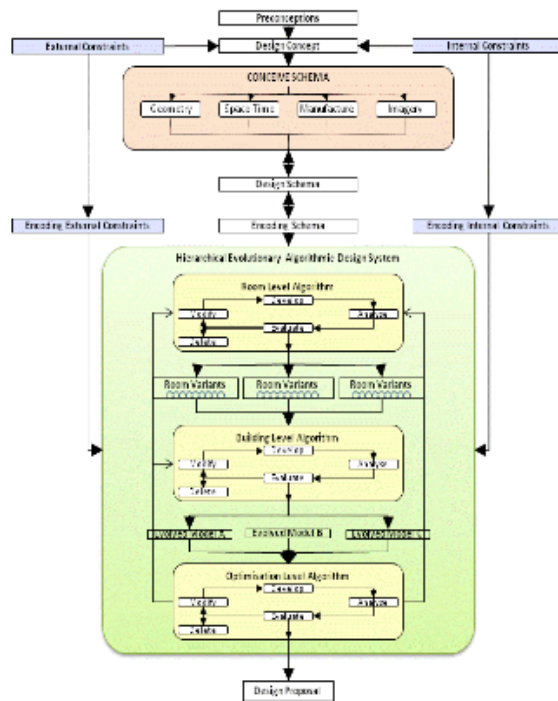 Preconceptions
External Constraints
Design Concept
Internal Constraints
CONCEIVE SCHEMA
Geometry
Space Time
Manufacture
Imagery
Design Schema
Encoding External Constraints
Encoding Schema
Encoding Internal Constraints
Hierarchical Evolutionary Algorithmic Design System
Room Level Algorithm
Develop
Modify
Analyze
Evaluate
Delete
Room Variants
Room Variants
Room Variants
Building Level Algorithm
Develop
Modify
Analyse
Evaluate
Delete
Evolved Model A
Evolved Model B
Evolved Model
Optimisation Level Algorithm
Develop
Modify
Analyze
Evaluate
Delete
Design Proposal